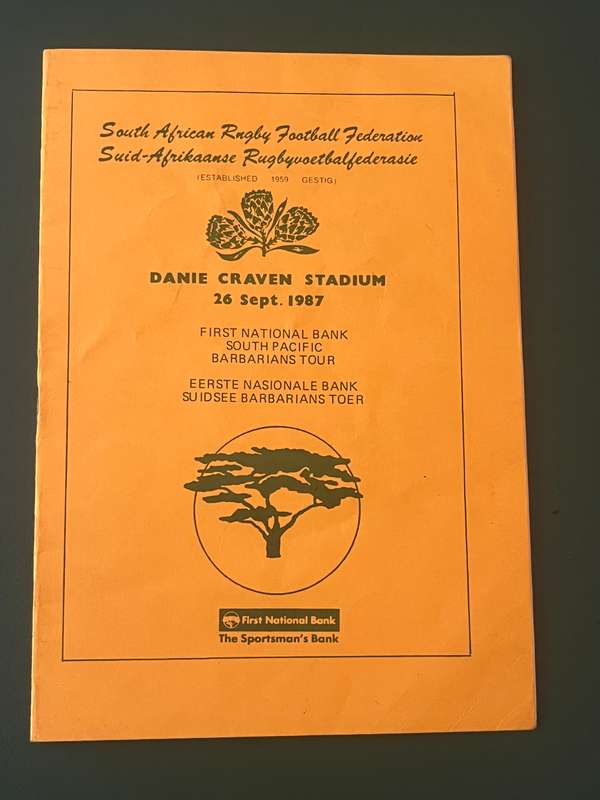 South African Rngby Football Federation
Suid-Afrikaanse Rugbyvoetbalfederasie
(ESTABLISHED 1959 GESTIG)
DANIE CRAVEN STADIUM
26 Sept. 1987
FIRST NATIONAL BANK
SOUTH PACIFIC
BARBARIANS TOUR
EERSTE NASIONALE BANK
SUIDSEE BARBARIANS TOER
First National Bank
The Sportsman's Bank